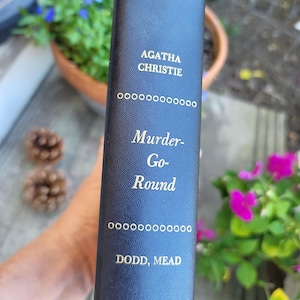 AGATHA
CHRISTIE
Murder-
Go-
Round
DODD, MEAD